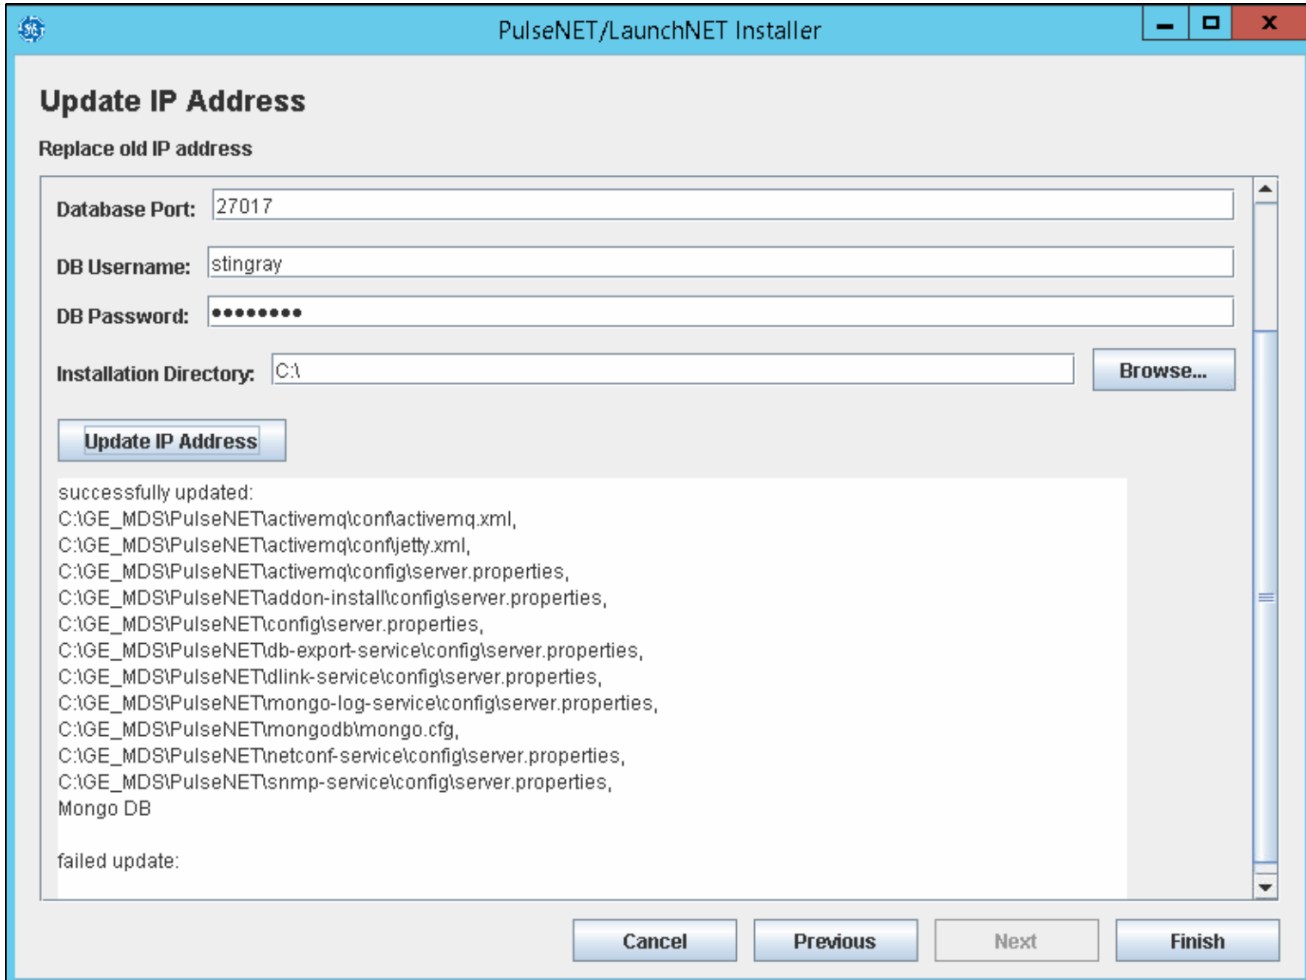 PulseNET/LaunchNET Installer
Update IP Address
Replace old IP address
Database Port: 27017
DB Username: stingray
DB Password: ••••••••
Installation Directory: C:\ Browse...
Update IP Address
successfully updated:
C:\GE_MDS\PulseNET\activemq\conf\activemq.xml,
C:\GE_MDS\PulseNET\activemq\conf\jetty.xml,
C:\GE_MDS\PulseNET\activemq\config\server.properties,
C:\GE_MDS\PulseNET\addon-install\config\server.properties,
C:\GE_MDS\PulseNET\config\server.properties,
C:\GE_MDS\PulseNET\db-export-service\config\server.properties,
C:\GE_MDS\PulseNET\dlink-service\config\server.properties,
C:\GE_MDS\PulseNET\mongo-log-service\config\server.properties,
C:\GE_MDS\PulseNET\mongodb\mongo.cfg,
C:\GE_MDS\PulseNET\netconf-service\config\server.properties,
C:\GE_MDS\PulseNET\snmp-service\config\server.properties,
Mongo DB
failed update:
Cancel Previous Next Finish